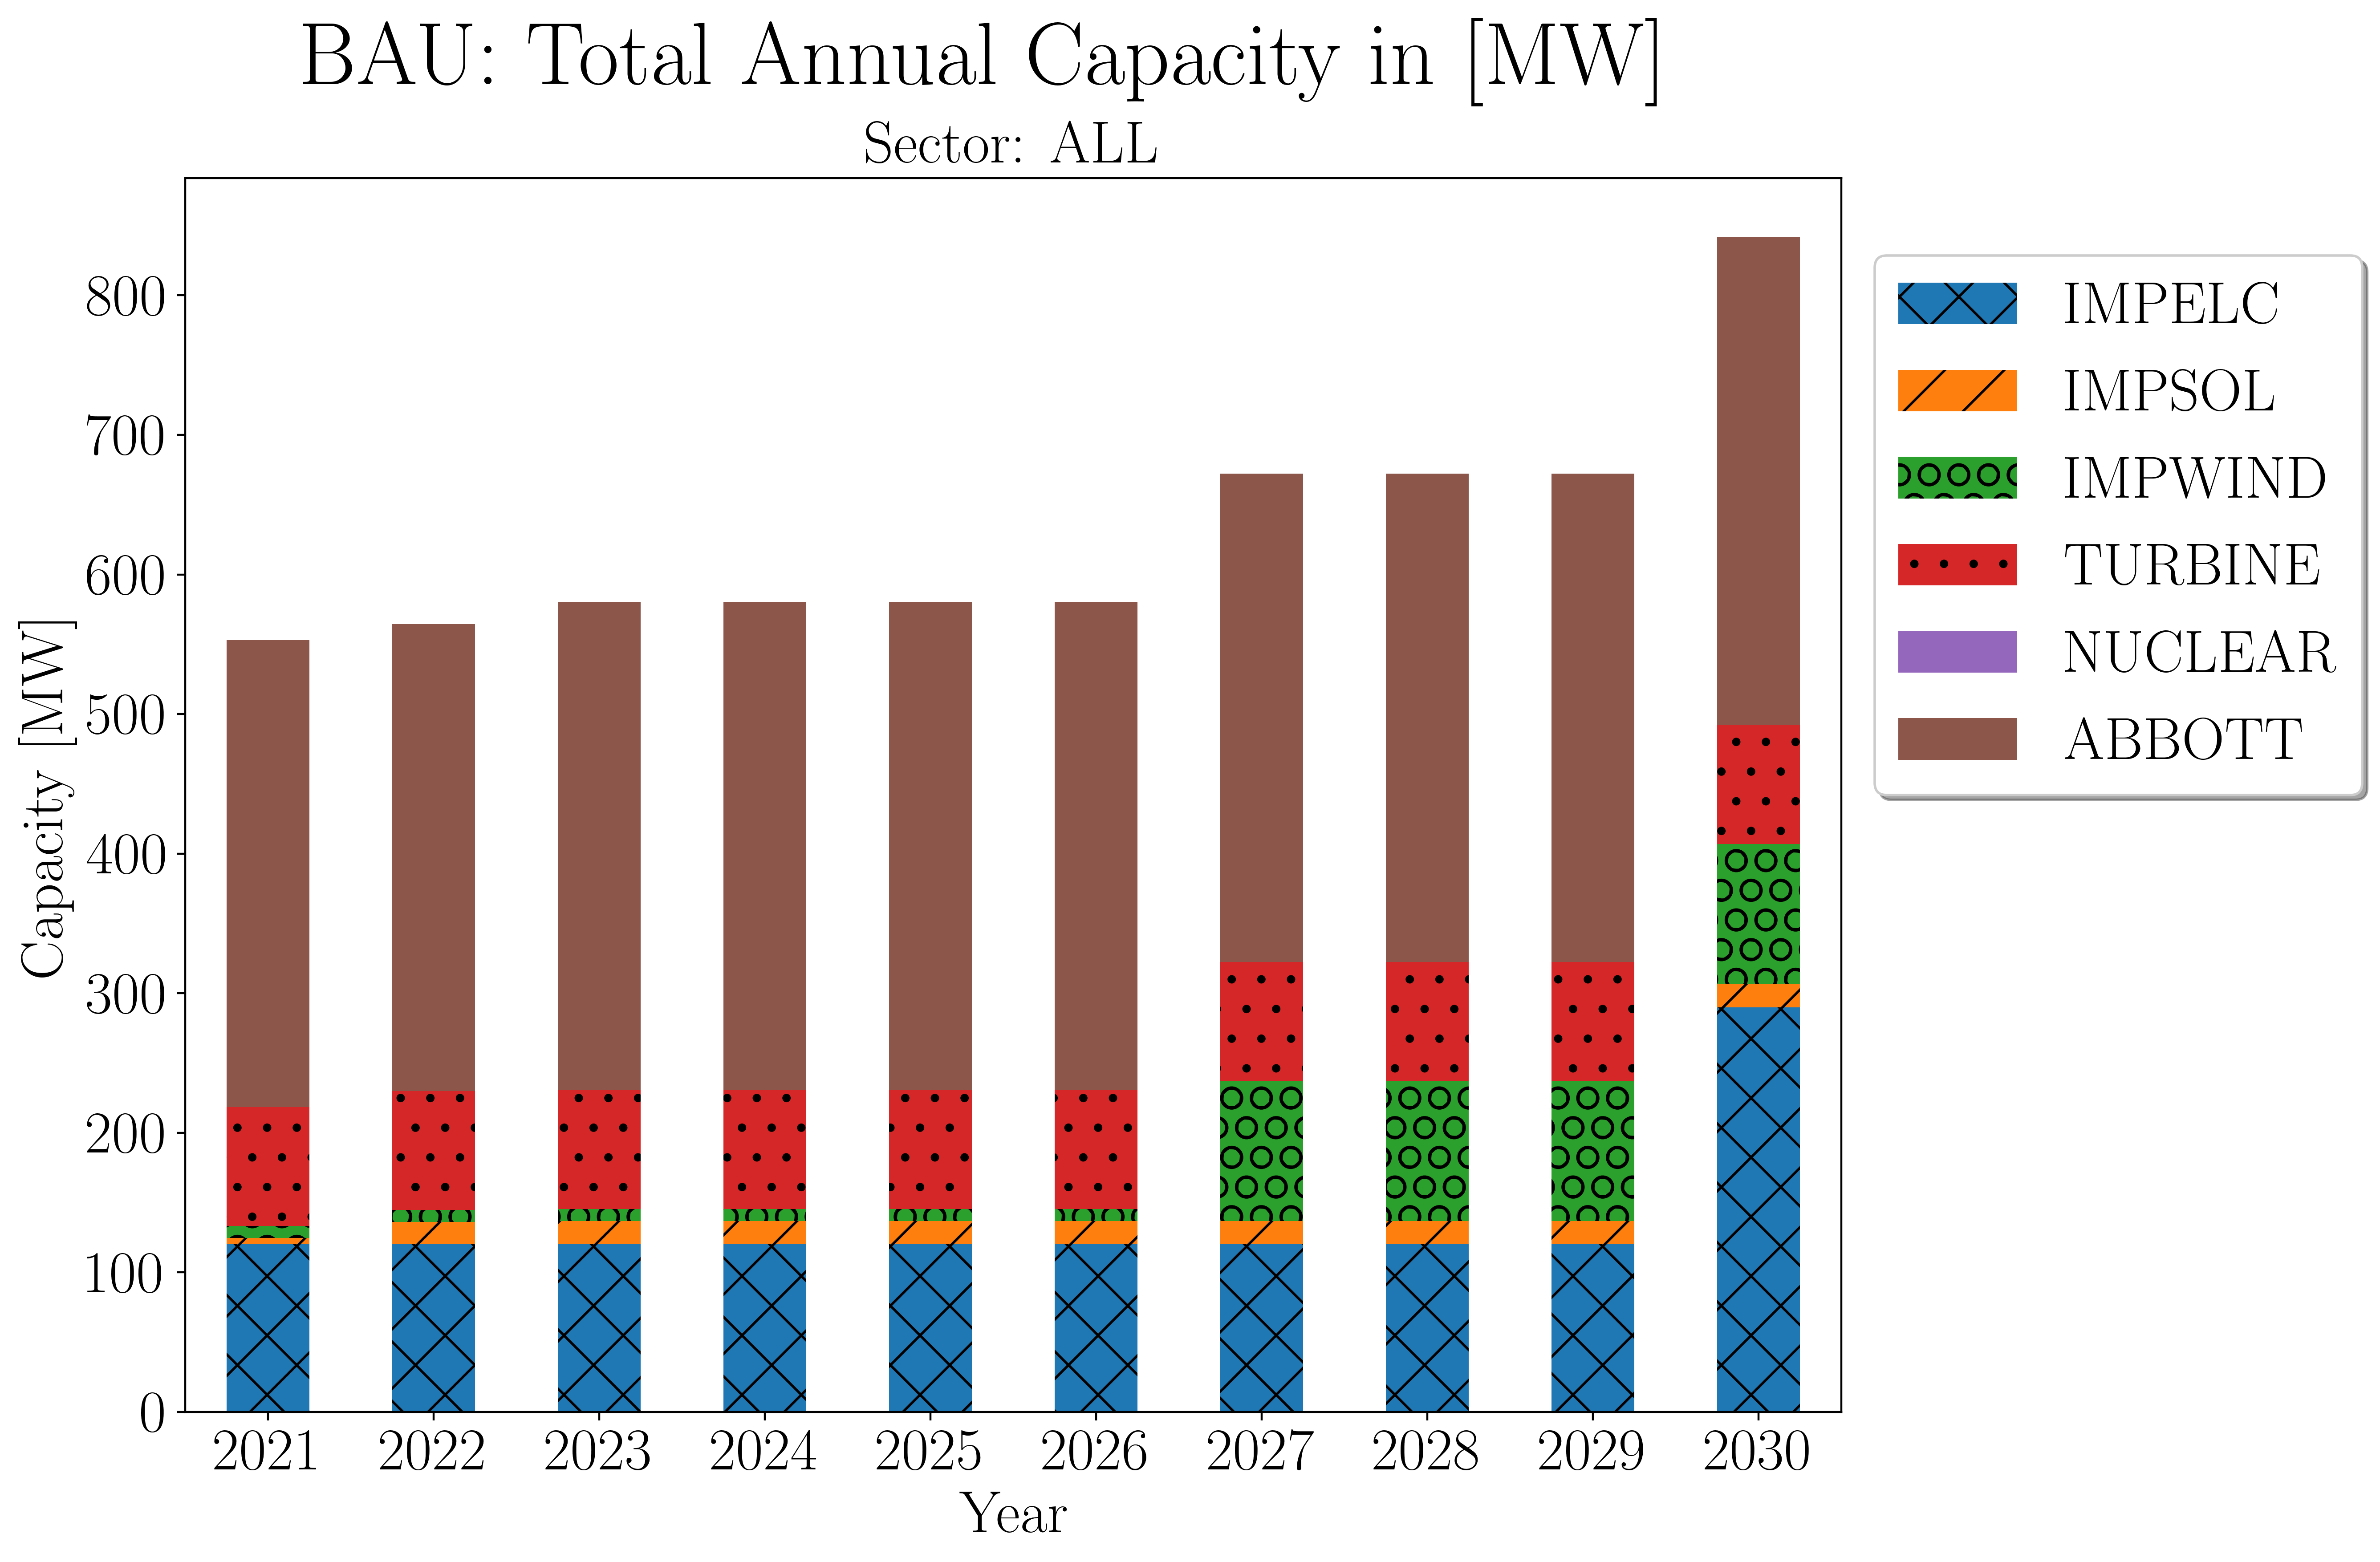 BAU: Total Annual Capacity in [MW]
Sector: ALL
Capacity [MW]
800
700
600
500
400
300
200
100
0
2021 2022 2023 2024 2025 2026 2027 2028 2029 2030
Year
IMPELC
IMPSOL
IMPWIND
TURBINE
NUCLEAR
ABBOTT